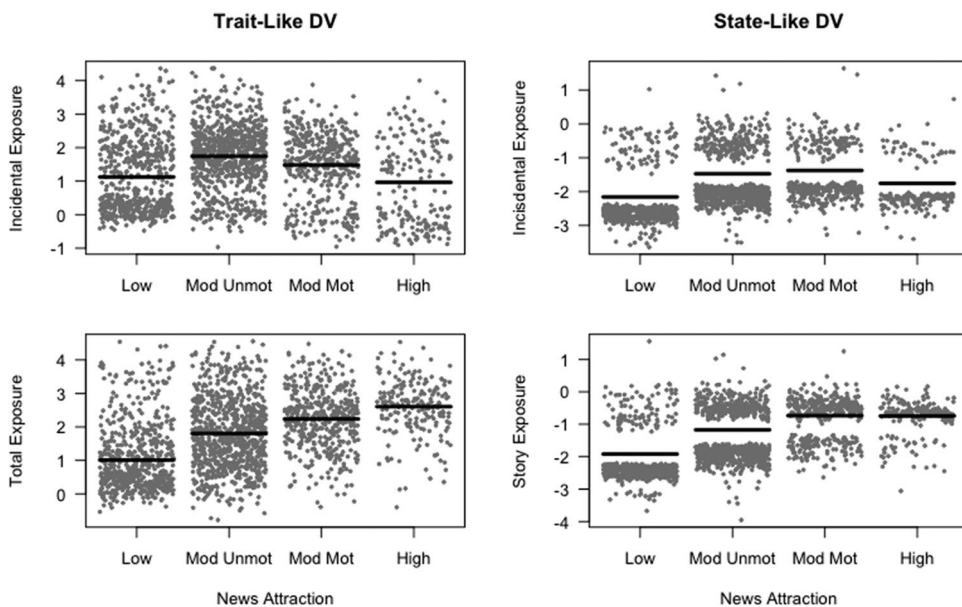 Trait-Like DV
State-Like DV
Incidental Exposure
4
3
2
1
0
-1
Low Mod Unmot Mod Mot High
Incisdental Exposure
1
0
-1
-2
-3
Low Mod Unmot Mod Mot High
Total Exposure
4
3
2
1
0
Low Mod Unmot Mod Mot High
News Attraction
Story Exposure
1
0
-1
-2
-3
-4
Low Mod Unmot Mod Mot High
News Attraction